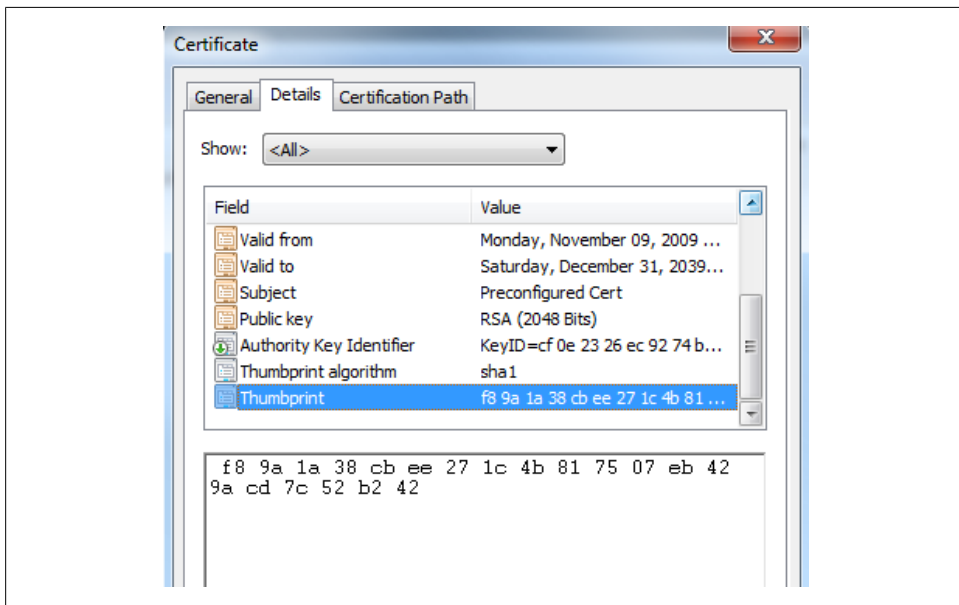 Certificate
General Details Certification Path
Show: <All>
Field Value
Valid from Monday, November 09, 2009 ...
Valid to Saturday, December 31, 2039...
Subject Preconfigured Cert
Public key RSA (2048 Bits)
Authority Key Identifier KeyID=cf 0e 23 26 ec 92 74 b...
Thumbprint algorithm sha1
Thumbprint f8 9a 1a 38 cb ee 27 1c 4b 81 ...
f8 9a 1a 38 cb ee 27 1c 4b 81 75 07 eb 42
9a cd 7c 52 b2 42